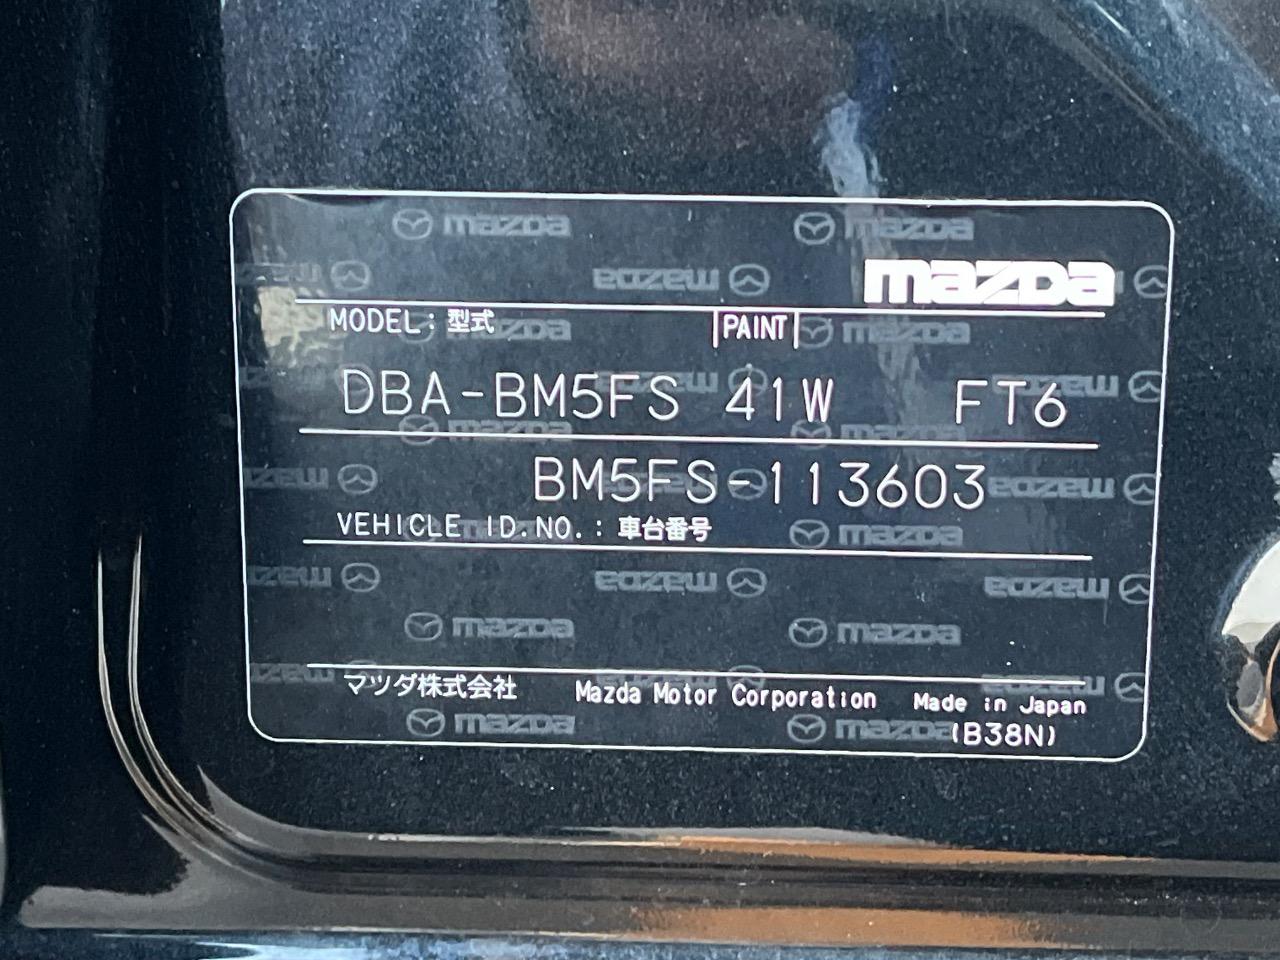 mazda
MODEL: 型式 PAINT
DBA-BM5FS 41W FT6
BM5FS-113603
VEHICLE ID.NO.: 車台番号
マツダ株式会社 Mazda Motor Corporation Made in Japan
(B38N)